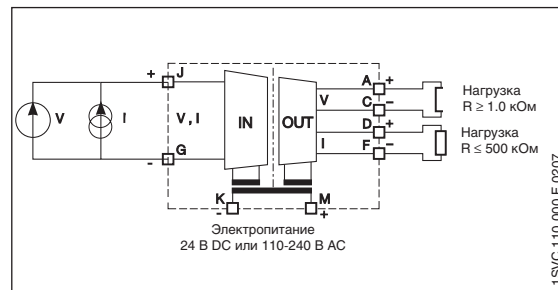 + J
V
I
V , I
- G
IN
OUT
A +
V
C –
D +
I
F –
Нагрузка
R ≥ 1.0 кОм
Нагрузка
R ≤ 500 кОм
K
-
M
+
Электропитание
24 В DC или 110-240 В AC
1SVC 110 000 F 0207